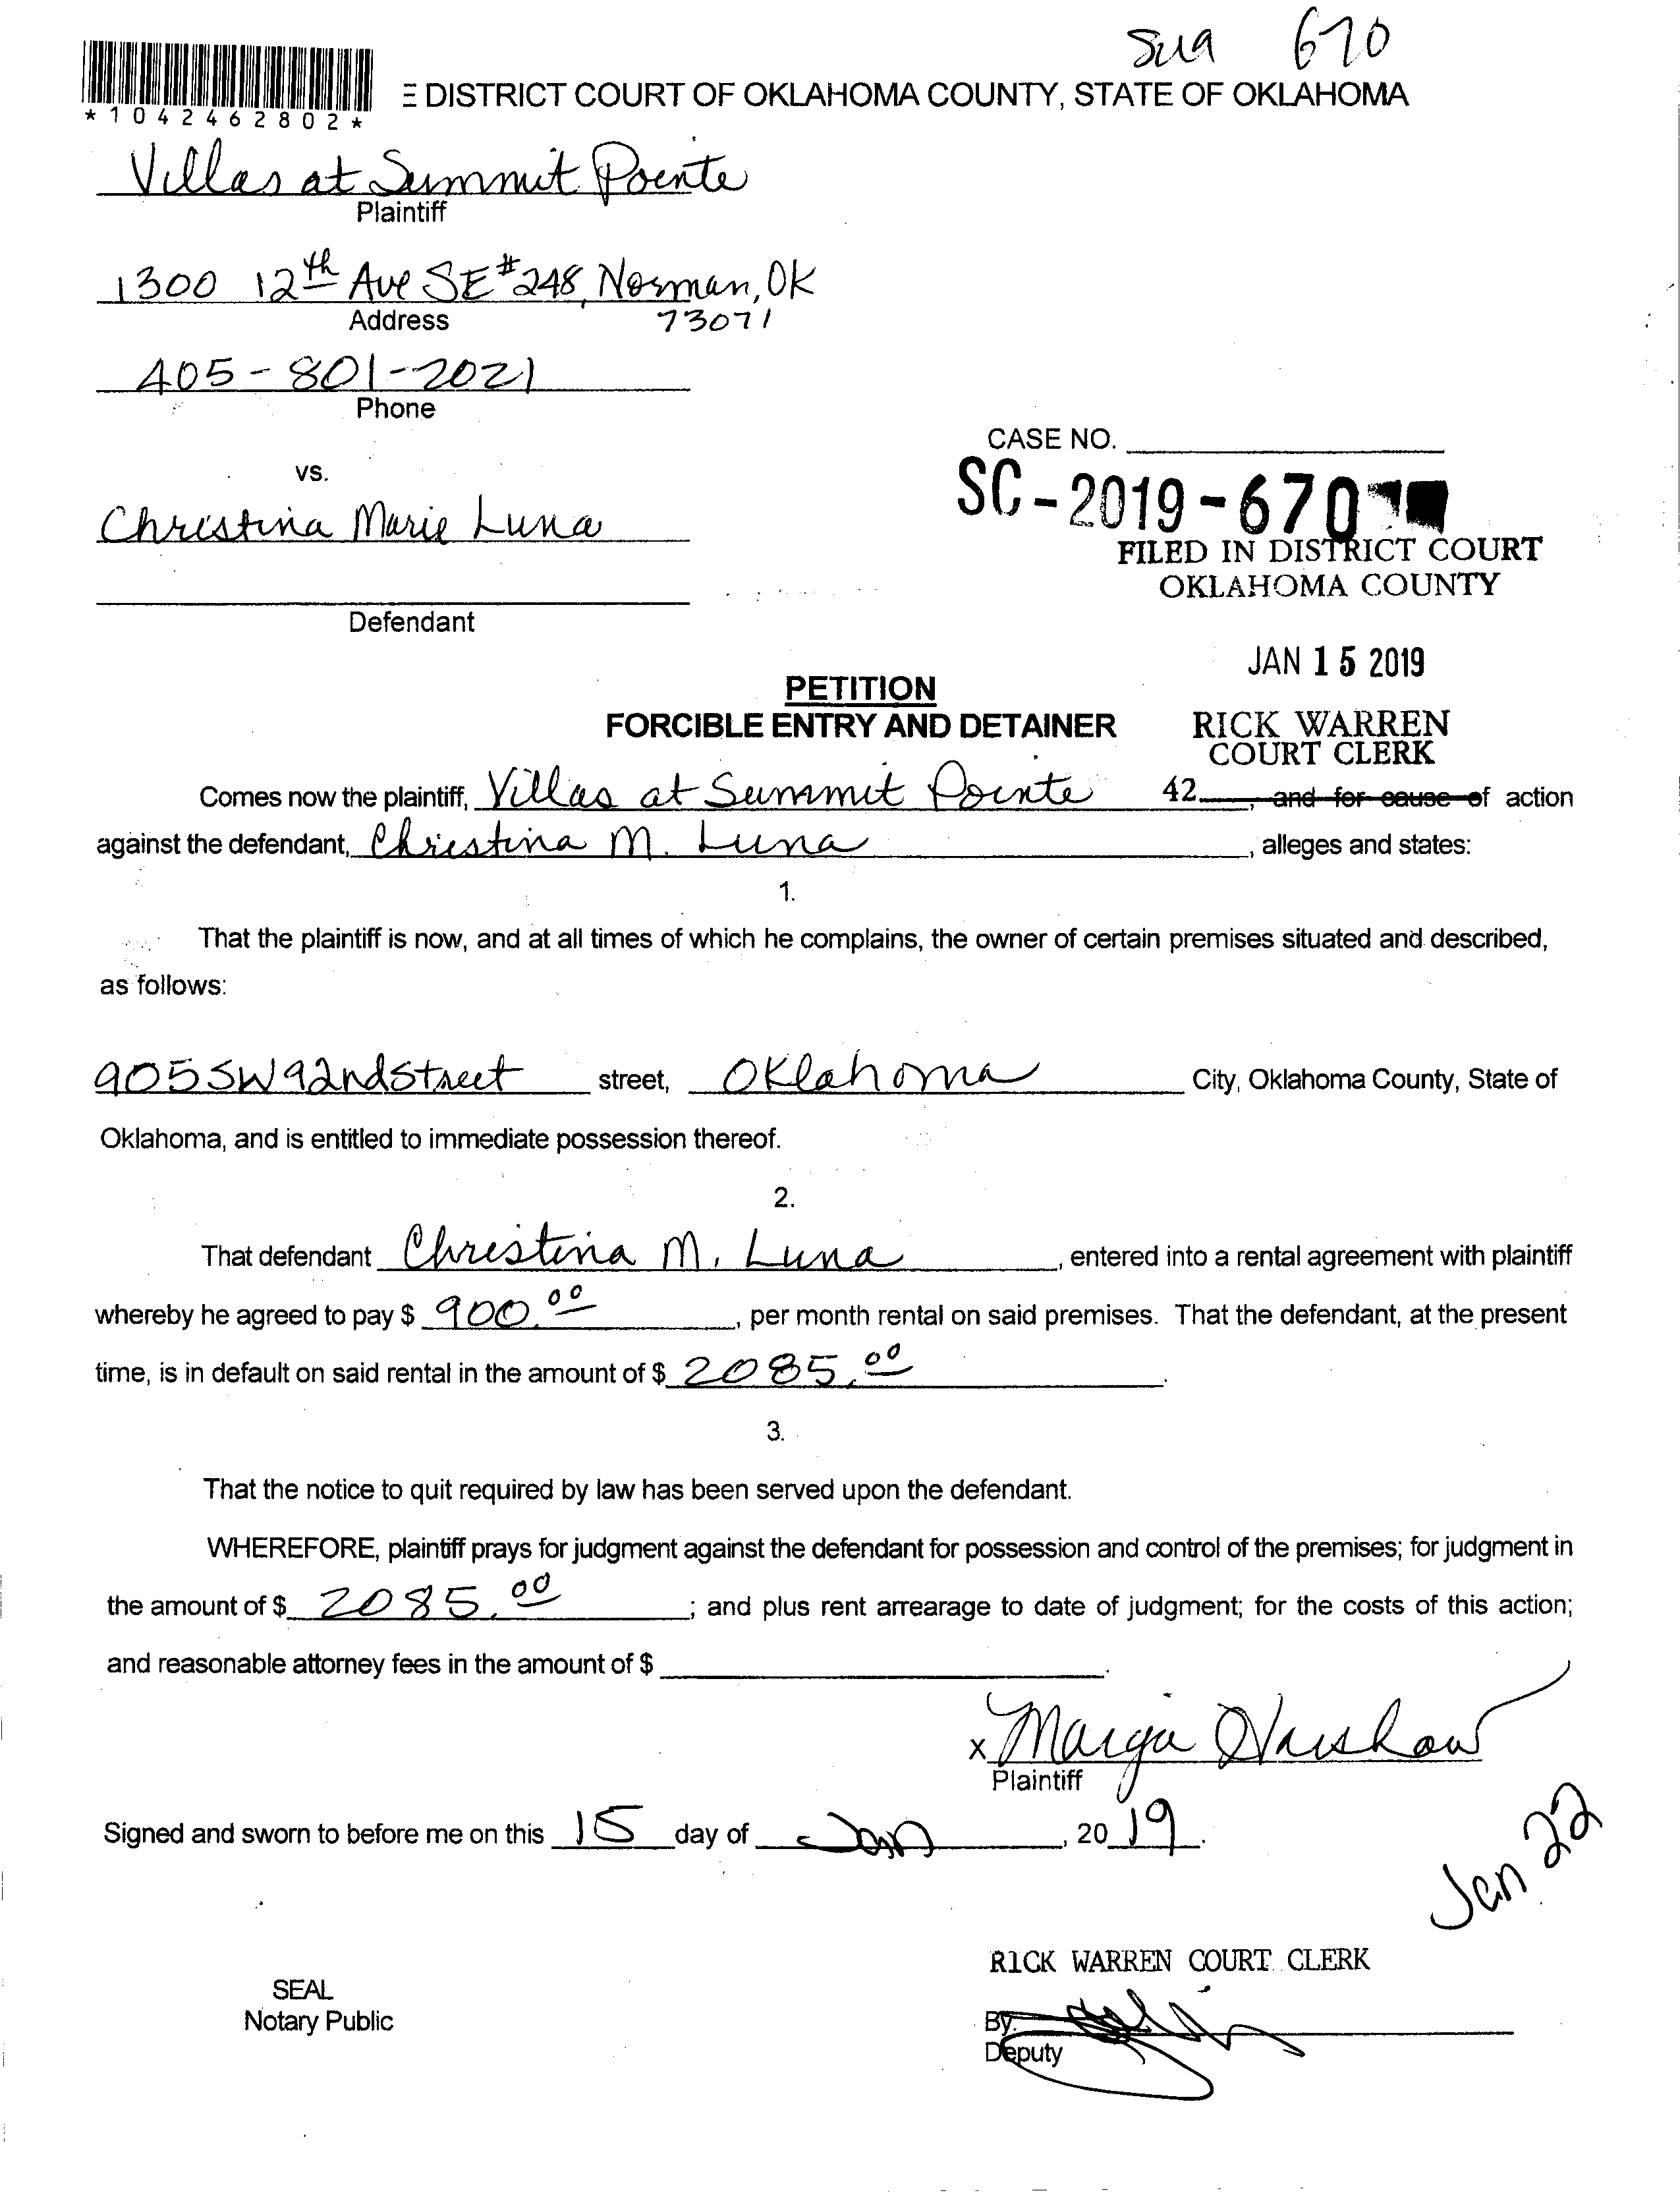 670
*1042462802*
E DISTRICT COURT OF OKLAHOMA COUNTY, STATE OF OKLAHOMA
Villas at Summit Pointe
Plaintiff
1300 12th Ave SE #248, Norman, OK
Address 73071
405-801-2021
Phone
CASE NO.
vs.
SC-2019-670
Christina Marie Luna
FILED IN DISTRICT COURT
OKLAHOMA COUNTY
Defendant
JAN 15 2019
PETITION
FORCIBLE ENTRY AND DETAINER
RICK WARREN
COURT CLERK
Comes now the plaintiff, Villas at Summit Pointe 42 , and for cause of action
against the defendant, Christina M. Luna , alleges and states:
1.
That the plaintiff is now, and at all times of which he complains, the owner of certain premises situated and described,
as follows:
905 SW 92nd Street street, Oklahoma City, Oklahoma County, State of
Oklahoma, and is entitled to immediate possession thereof.
2.
That defendant Christina M. Luna , entered into a rental agreement with plaintiff
whereby he agreed to pay $ 900.00 , per month rental on said premises. That the defendant, at the present
time, is in default on said rental in the amount of $ 2085.00 .
3.
That the notice to quit required by law has been served upon the defendant.
WHEREFORE, plaintiff prays for judgment against the defendant for possession and control of the premises; for judgment in
the amount of $ 2085.00 ; and plus rent arrearage to date of judgment; for the costs of this action;
and reasonable attorney fees in the amount of $ .
x
Plaintiff
Signed and sworn to before me on this 15 day of Jan , 20 19 .
Jan 22
RICK WARREN COURT CLERK
SEAL
Notary Public
By:
Deputy